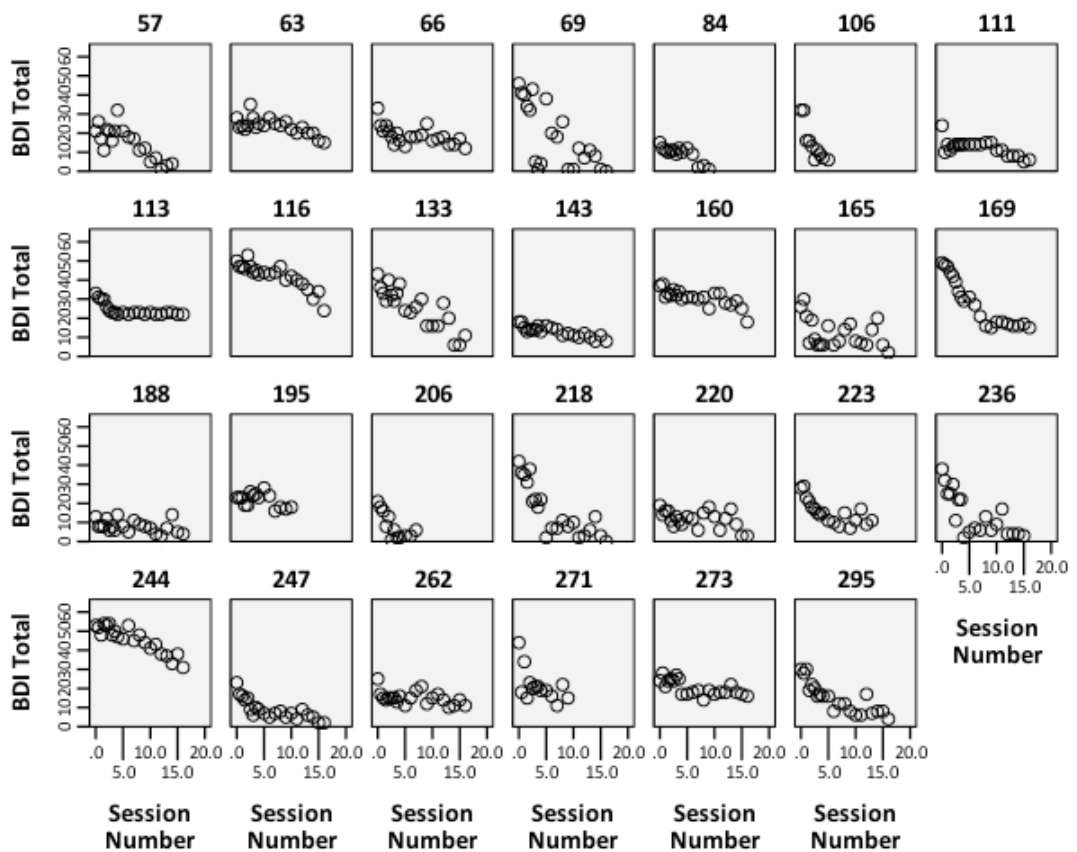 57 63 66 69 84 106 111
BDI Total
0 10 20 30 40 50 60
113 116 133 143 160 165 169
BDI Total
0 10 20 30 40 50 60
188 195 206 218 220 223 236
BDI Total
0 10 20 30 40 50 60
.0 10.0 20.0
5.0 15.0
Session
Number
244 247 262 271 273 295
BDI Total
0 10 20 30 40 50 60
.0 10.0 20.0 .0 10.0 20.0 .0 10.0 20.0 .0 10.0 20.0 .0 10.0 20.0 .0 10.0 20.0
5.0 15.0 5.0 15.0 5.0 15.0 5.0 15.0 5.0 15.0 5.0 15.0
Session Session Session Session Session Session
Number Number Number Number Number Number